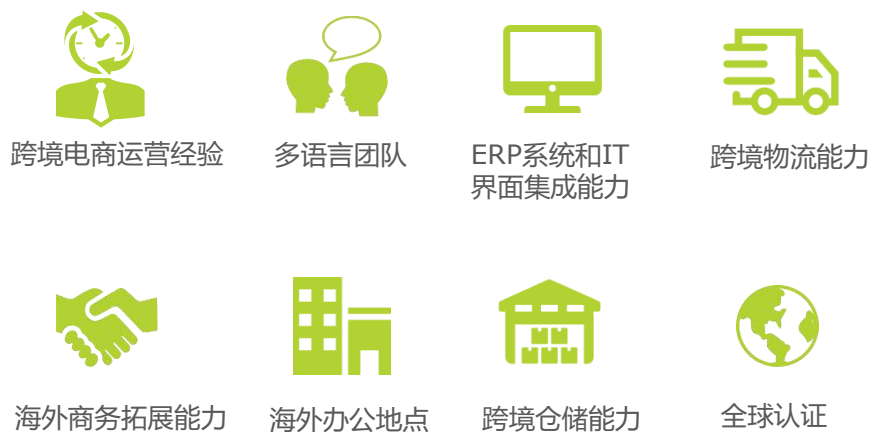 跨境电商运营经验
多语言团队
ERP系统和IT
界面集成能力
跨境物流能力
海外商务拓展能力
海外办公地点
跨境仓储能力
全球认证